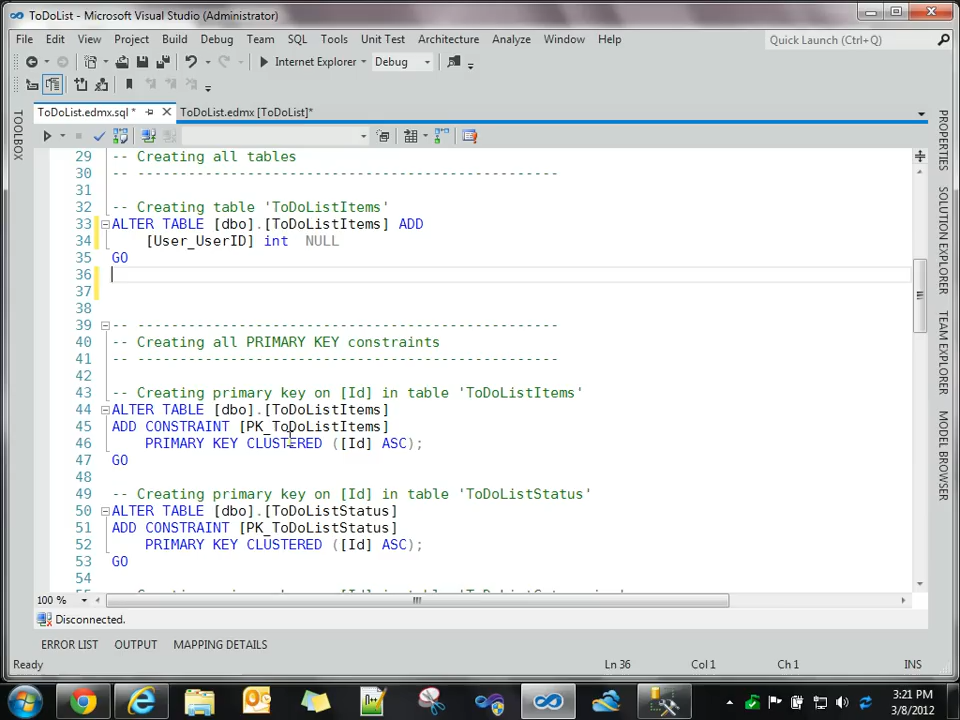 ToDoList - Microsoft Visual Studio (Administrator)
File Edit View Project Build Debug Team SQL Tools Unit Test Architecture Analyze Window Help
Quick Launch (Ctrl+Q)
Internet Explorer Debug
ToDoList.edmx.sql * ToDoList.edmx [ToDoList]*
TOOLBOX
29 -- Creating all tables
30 -- --------------------------------------------------
31
32 -- Creating table 'ToDoListItems'
33 ALTER TABLE [dbo].[ToDoListItems] ADD
34 [User_UserID] int NULL
35 GO
36
37
38
39 -- --------------------------------------------------
40 -- Creating all PRIMARY KEY constraints
41 -- --------------------------------------------------
42
43 -- Creating primary key on [Id] in table 'ToDoListItems'
44 ALTER TABLE [dbo].[ToDoListItems]
45 ADD CONSTRAINT [PK_ToDoListItems]
46 PRIMARY KEY CLUSTERED ([Id] ASC);
47 GO
48
49 -- Creating primary key on [Id] in table 'ToDoListStatus'
50 ALTER TABLE [dbo].[ToDoListStatus]
51 ADD CONSTRAINT [PK_ToDoListStatus]
52 PRIMARY KEY CLUSTERED ([Id] ASC);
53 GO
54
PROPERTIES
SOLUTION EXPLORER
TEAM EXPLORER
MODEL BROWSER
100 %
Disconnected.
ERROR LIST OUTPUT MAPPING DETAILS
Ready Ln 36 Col 1 Ch 1 INS
3:21 PM
3/8/2012